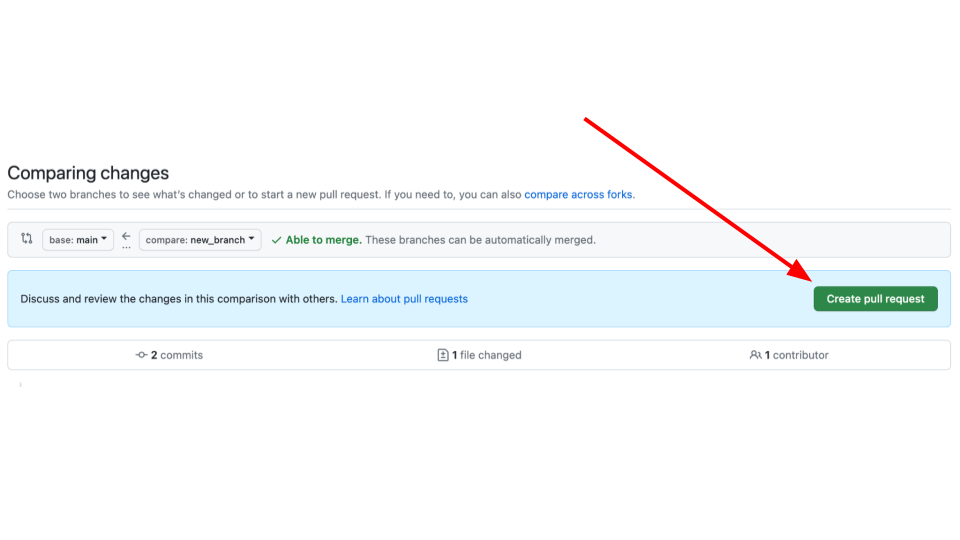 Comparing changes
Choose two branches to see what's changed or to start a new pull request. If you need to, you can also compare across forks.
base: main ← ... compare: new_branch ✓ Able to merge. These branches can be automatically merged.
Discuss and review the changes in this comparison with others. Learn about pull requests Create pull request
2 commits 1 file changed 1 contributor